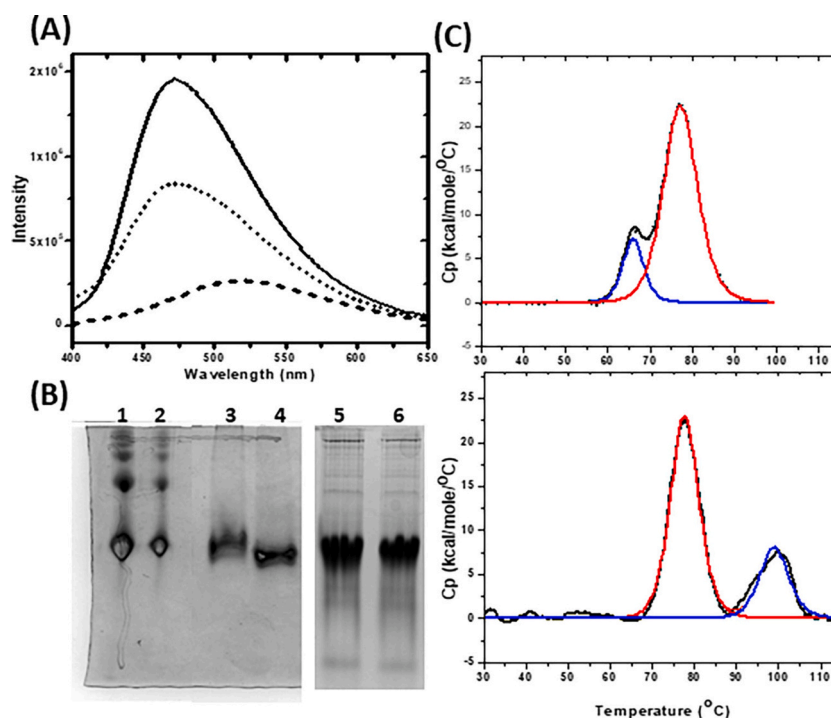 (A)
2x10⁶
1x10⁶
5x10⁵
0
Intensity
400 450 500 550 600 650
Wavelength (nm)
(B)
1 2 3 4 5 6
(C)
25
20
15
10
5
0
-5
Cp (kcal/mole/°C)
30 40 50 60 70 80 90 100 110
25
20
15
10
5
0
-5
Cp (kcal/mole/°C)
30 40 50 60 70 80 90 100 110
Temperature (°C)